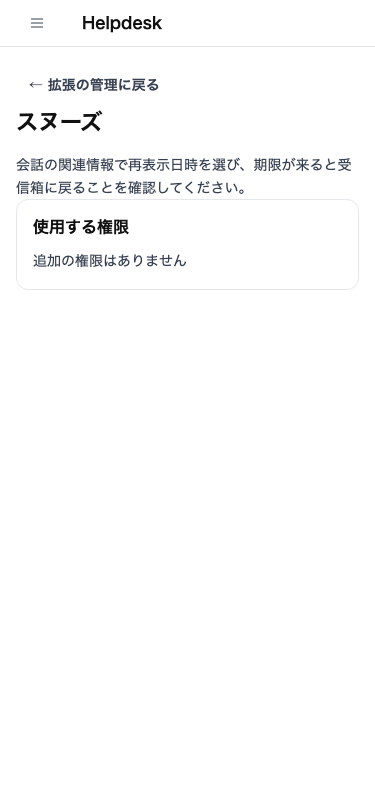 Helpdesk
← 拡張の管理に戻る
スヌーズ
会話の関連情報で再表示日時を選び、期限が来ると受
信箱に戻ることを確認してください。
使用する権限
追加の権限はありません